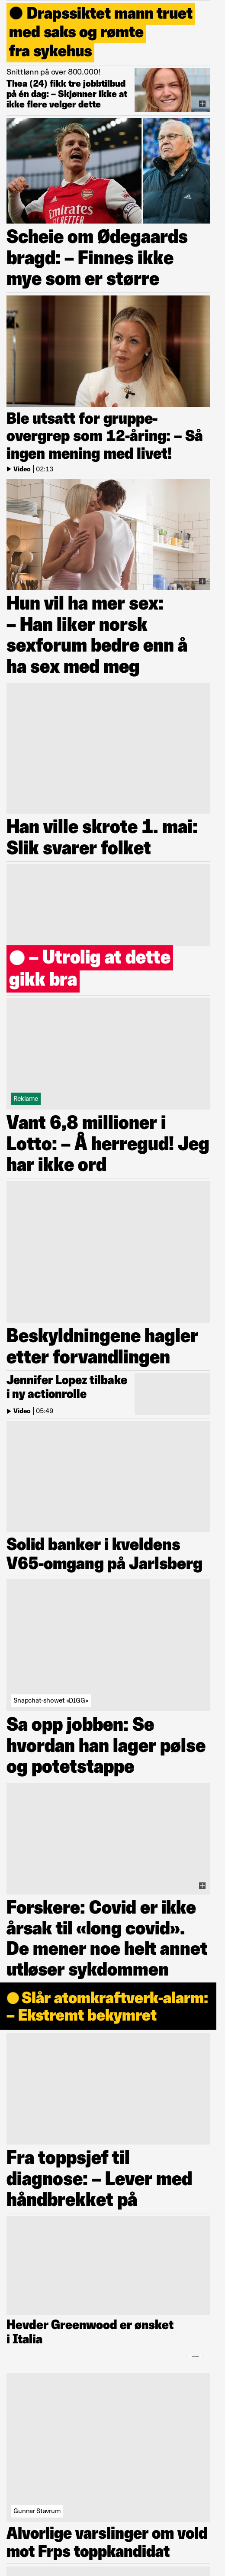 ● Drapssiktet mann truet
med saks og rømte
fra sykehus
Snittlønn på over 800.000!
Thea (24) fikk tre jobbtilbud
på én dag: – Skjønner ikke at
ikke flere velger dette
Fly
Emirates
Scheie om Ødegaards
bragd: – Finnes ikke
mye som er større
Ble utsatt for gruppe-
overgrep som 12-åring: – Så
ingen mening med livet!
Video | 02:13
Hun vil ha mer sex:
– Han liker norsk
sexforum bedre enn å
ha sex med meg
Han ville skrote 1. mai:
Slik svarer folket
● – Utrolig at dette
gikk bra
Reklame
Vant 6,8 millioner i
Lotto: – Å herregud! Jeg
har ikke ord
Beskyldningene hagler
etter forvandlingen
Jennifer Lopez tilbake
i ny actionrolle
Video | 05:49
Solid banker i kveldens
V65-omgang på Jarlsberg
Snapchat-showet «DIGG»
Sa opp jobben: Se
hvordan han lager pølse
og potetstappe
Forskere: Covid er ikke
årsak til «long covid».
De mener noe helt annet
utløser sykdommen
● Slår atomkraftverk-alarm:
– Ekstremt bekymret
Fra toppsjef til
diagnose: – Lever med
håndbrekket på
Hevder Greenwood er ønsket
i Italia
Gunnar Stavrum
Alvorlige varslinger om vold
mot Frps toppkandidat